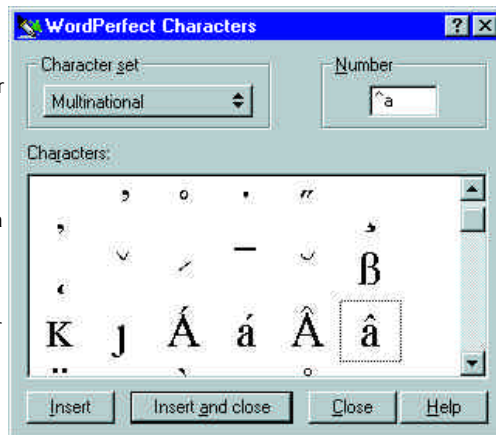 WordPerfect Characters
Character set
Number
Multinational
^a
Characters:
ß
ĸ ȷ Á á Â â
Insert
Insert and close
Close
Help